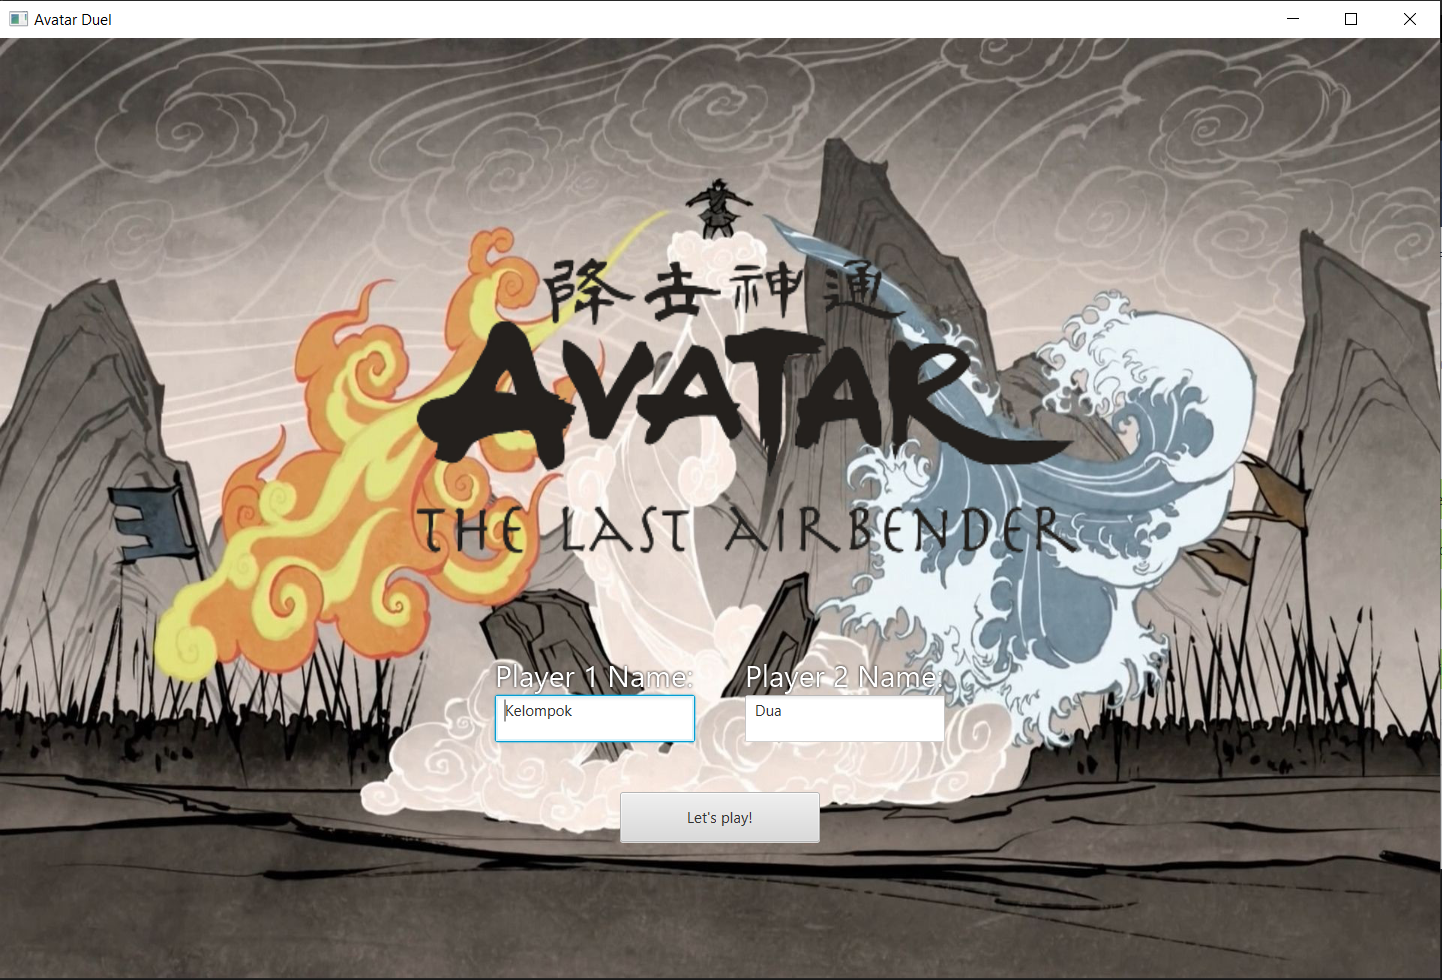 Avatar Duel
降去神通
AVATAR
THE LAST AIRBENDER
Player 1 Name:
Player 2 Name:
Kelompok
Dua
Let's play!